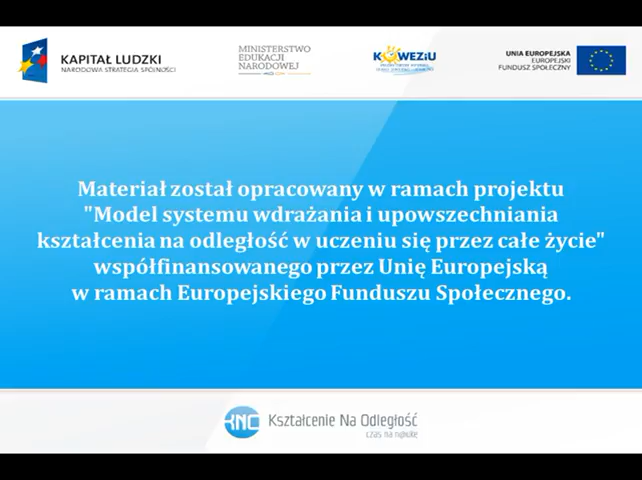 KAPITAŁ LUDZKI
NARODOWA STRATEGIA SPÓJNOŚCI
MINISTERSTWO
EDUKACJI
NARODOWEJ
KOWEZiU
UNIA EUROPEJSKA
EUROPEJSKI
FUNDUSZ SPOŁECZNY
Materiał został opracowany w ramach projektu
"Model systemu wdrażania i upowszechniania
kształcenia na odległość w uczeniu się przez całe życie"
współfinansowanego przez Unię Europejską
w ramach Europejskiego Funduszu Społecznego.
KNO Kształcenie Na Odległość
czas na naukę